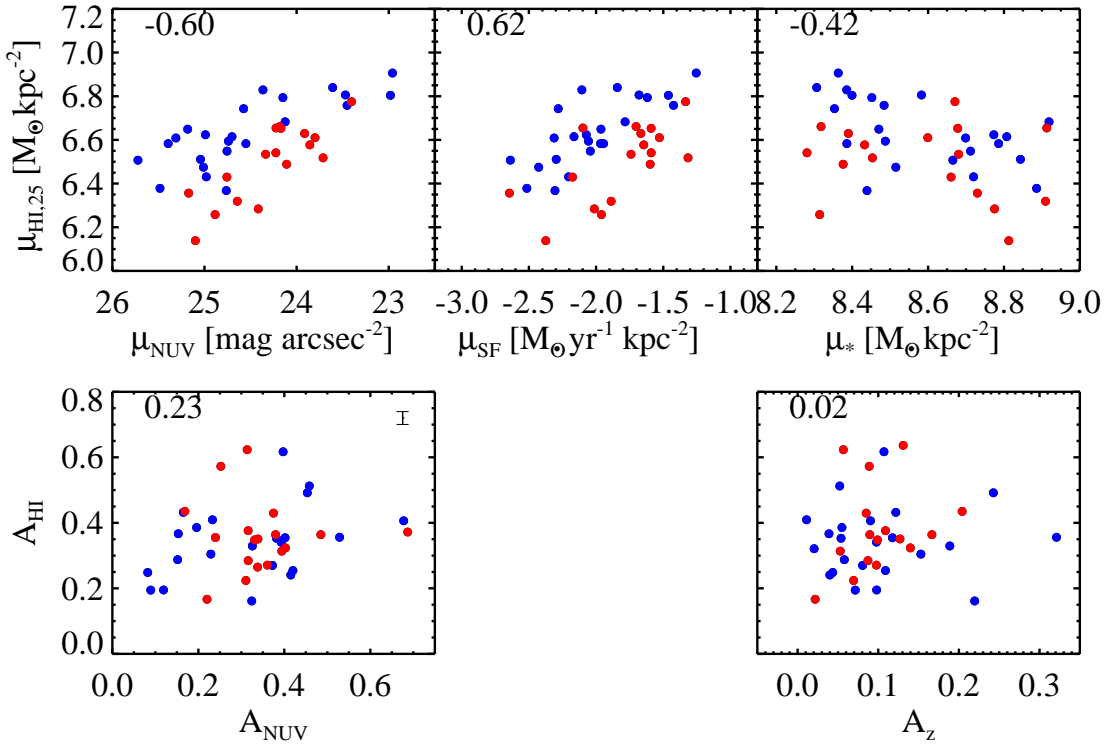 7.2
7.0
6.8
6.6
6.4
6.2
6.0
μHI,25 [M⊙ kpc-2]
-0.60
0.62
-0.42
26 25 24 23
-3.0 -2.5 -2.0 -1.5 -1.0
8.2 8.4 8.6 8.8 9.0
μNUV [mag arcsec-2]
μSF [M⊙ yr-1 kpc-2]
μ* [M⊙ kpc-2]
0.8
0.6
0.4
0.2
0.0
AHI
0.23
0.02
0.0 0.2 0.4 0.6
0.0 0.1 0.2 0.3
ANUV
Az